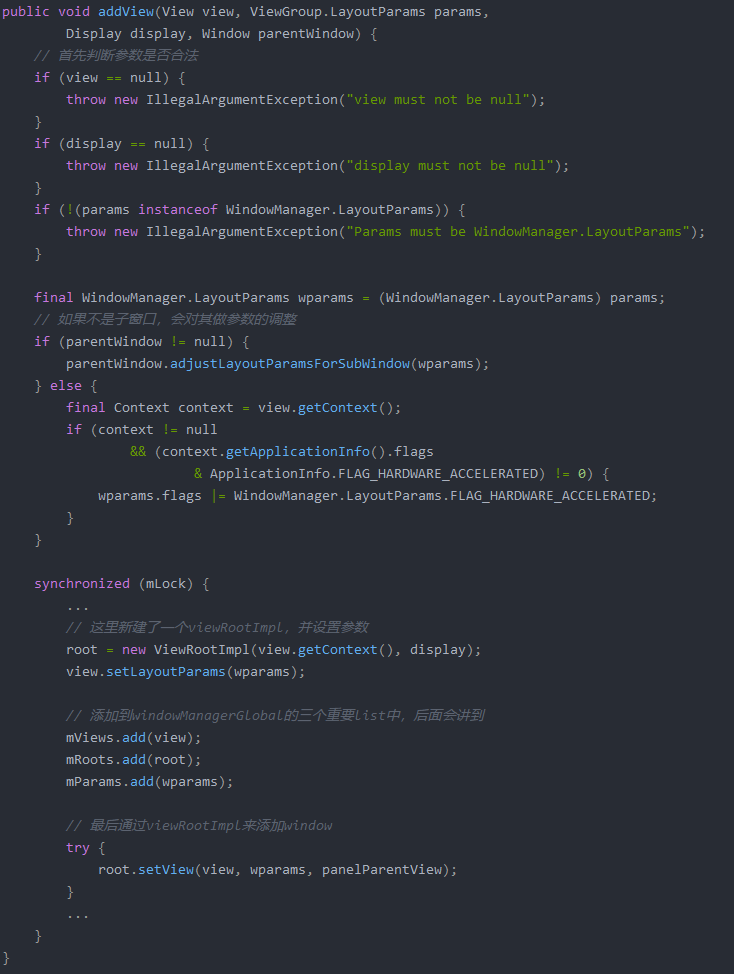 public void addView(View view, ViewGroup.LayoutParams params,
        Display display, Window parentWindow) {
    // 首先判断参数是否合法
    if (view == null) {
        throw new IllegalArgumentException("view must not be null");
    }
    if (display == null) {
        throw new IllegalArgumentException("display must not be null");
    }
    if (!(params instanceof WindowManager.LayoutParams)) {
        throw new IllegalArgumentException("Params must be WindowManager.LayoutParams");
    }

    final WindowManager.LayoutParams wparams = (WindowManager.LayoutParams) params;
    // 如果不是子窗口，会对其做参数的调整
    if (parentWindow != null) {
        parentWindow.adjustLayoutParamsForSubWindow(wparams);
    } else {
        final Context context = view.getContext();
        if (context != null
                && (context.getApplicationInfo().flags
                        & ApplicationInfo.FLAG_HARDWARE_ACCELERATED) != 0) {
            wparams.flags |= WindowManager.LayoutParams.FLAG_HARDWARE_ACCELERATED;
        }
    }

    synchronized (mLock) {
        ...
        // 这里新建了一个viewRootImpl，并设置参数
        root = new ViewRootImpl(view.getContext(), display);
        view.setLayoutParams(wparams);

        // 添加到windowManagerGlobal的三个重要list中，后面会讲到
        mViews.add(view);
        mRoots.add(root);
        mParams.add(wparams);

        // 最后通过viewRootImpl来添加window
        try {
            root.setView(view, wparams, panelParentView);
        }
        ...
    }
}